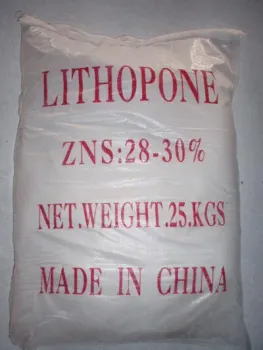 LITHOPONE
ZNS:28-30%
NET.WEIGHT.25.KGS
MADE IN CHINA